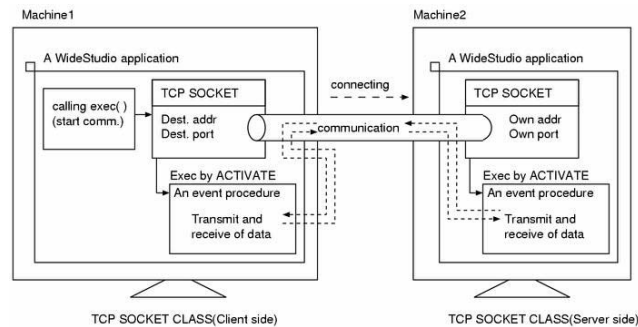 Machine1
Machine2
A WideStudio application
A WideStudio application
calling exec( )
(start comm.)
TCP SOCKET
Dest. addr
Dest. port
connecting
communication
TCP SOCKET
Own addr
Own port
Exec by ACTIVATE
An event procedure
Transmit and
receive of data
Exec by ACTIVATE
An event procedure
Transmit and
receive of data
TCP SOCKET CLASS(Client side)
TCP SOCKET CLASS(Server side)